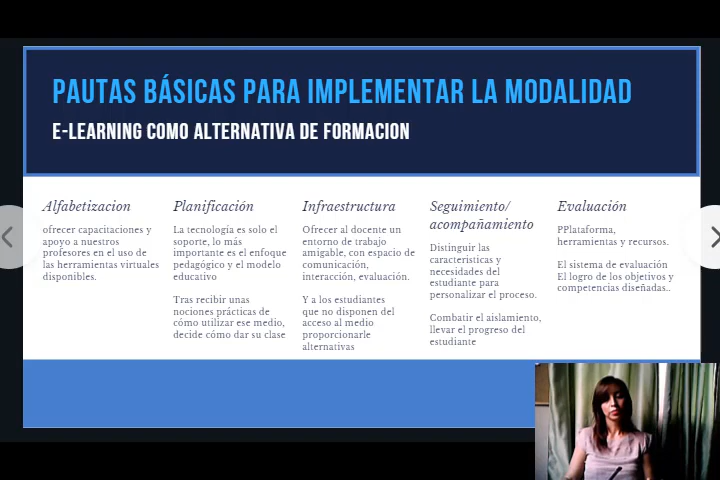 PAUTAS BÁSICAS PARA IMPLEMENTAR LA MODALIDAD
E-LEARNING COMO ALTERNATIVA DE FORMACION
Alfabetizacion
ofrecer capacitaciones y
apoyo a nuestros
profesores en el uso de
las herramientas virtuales
disponibles.
Planificación
La tecnología es solo el
soporte, lo más
importante es el enfoque
pedagógico y el modelo
educativo
Tras recibir unas
nociones prácticas de
cómo utilizar ese medio,
decide cómo dar su clase
Infraestructura
Ofrecer al docente un
entorno de trabajo
amigable, con espacio de
comunicación,
interacción, evaluación.
Y a los estudiantes
que no disponen del
acceso al medio
proporcionarle
alternativas
Seguimiento/
acompañamiento
Distinguir las
caracteristicas y
necesidades del
estudiante para
personalizar el proceso.
Combatir el aislamiento,
llevar el progreso del
estudiante
Evaluación
PPlataforma,
herramientas y recursos.
El sistema de evaluación
El logro de los objetivos y
competencias diseñadas..